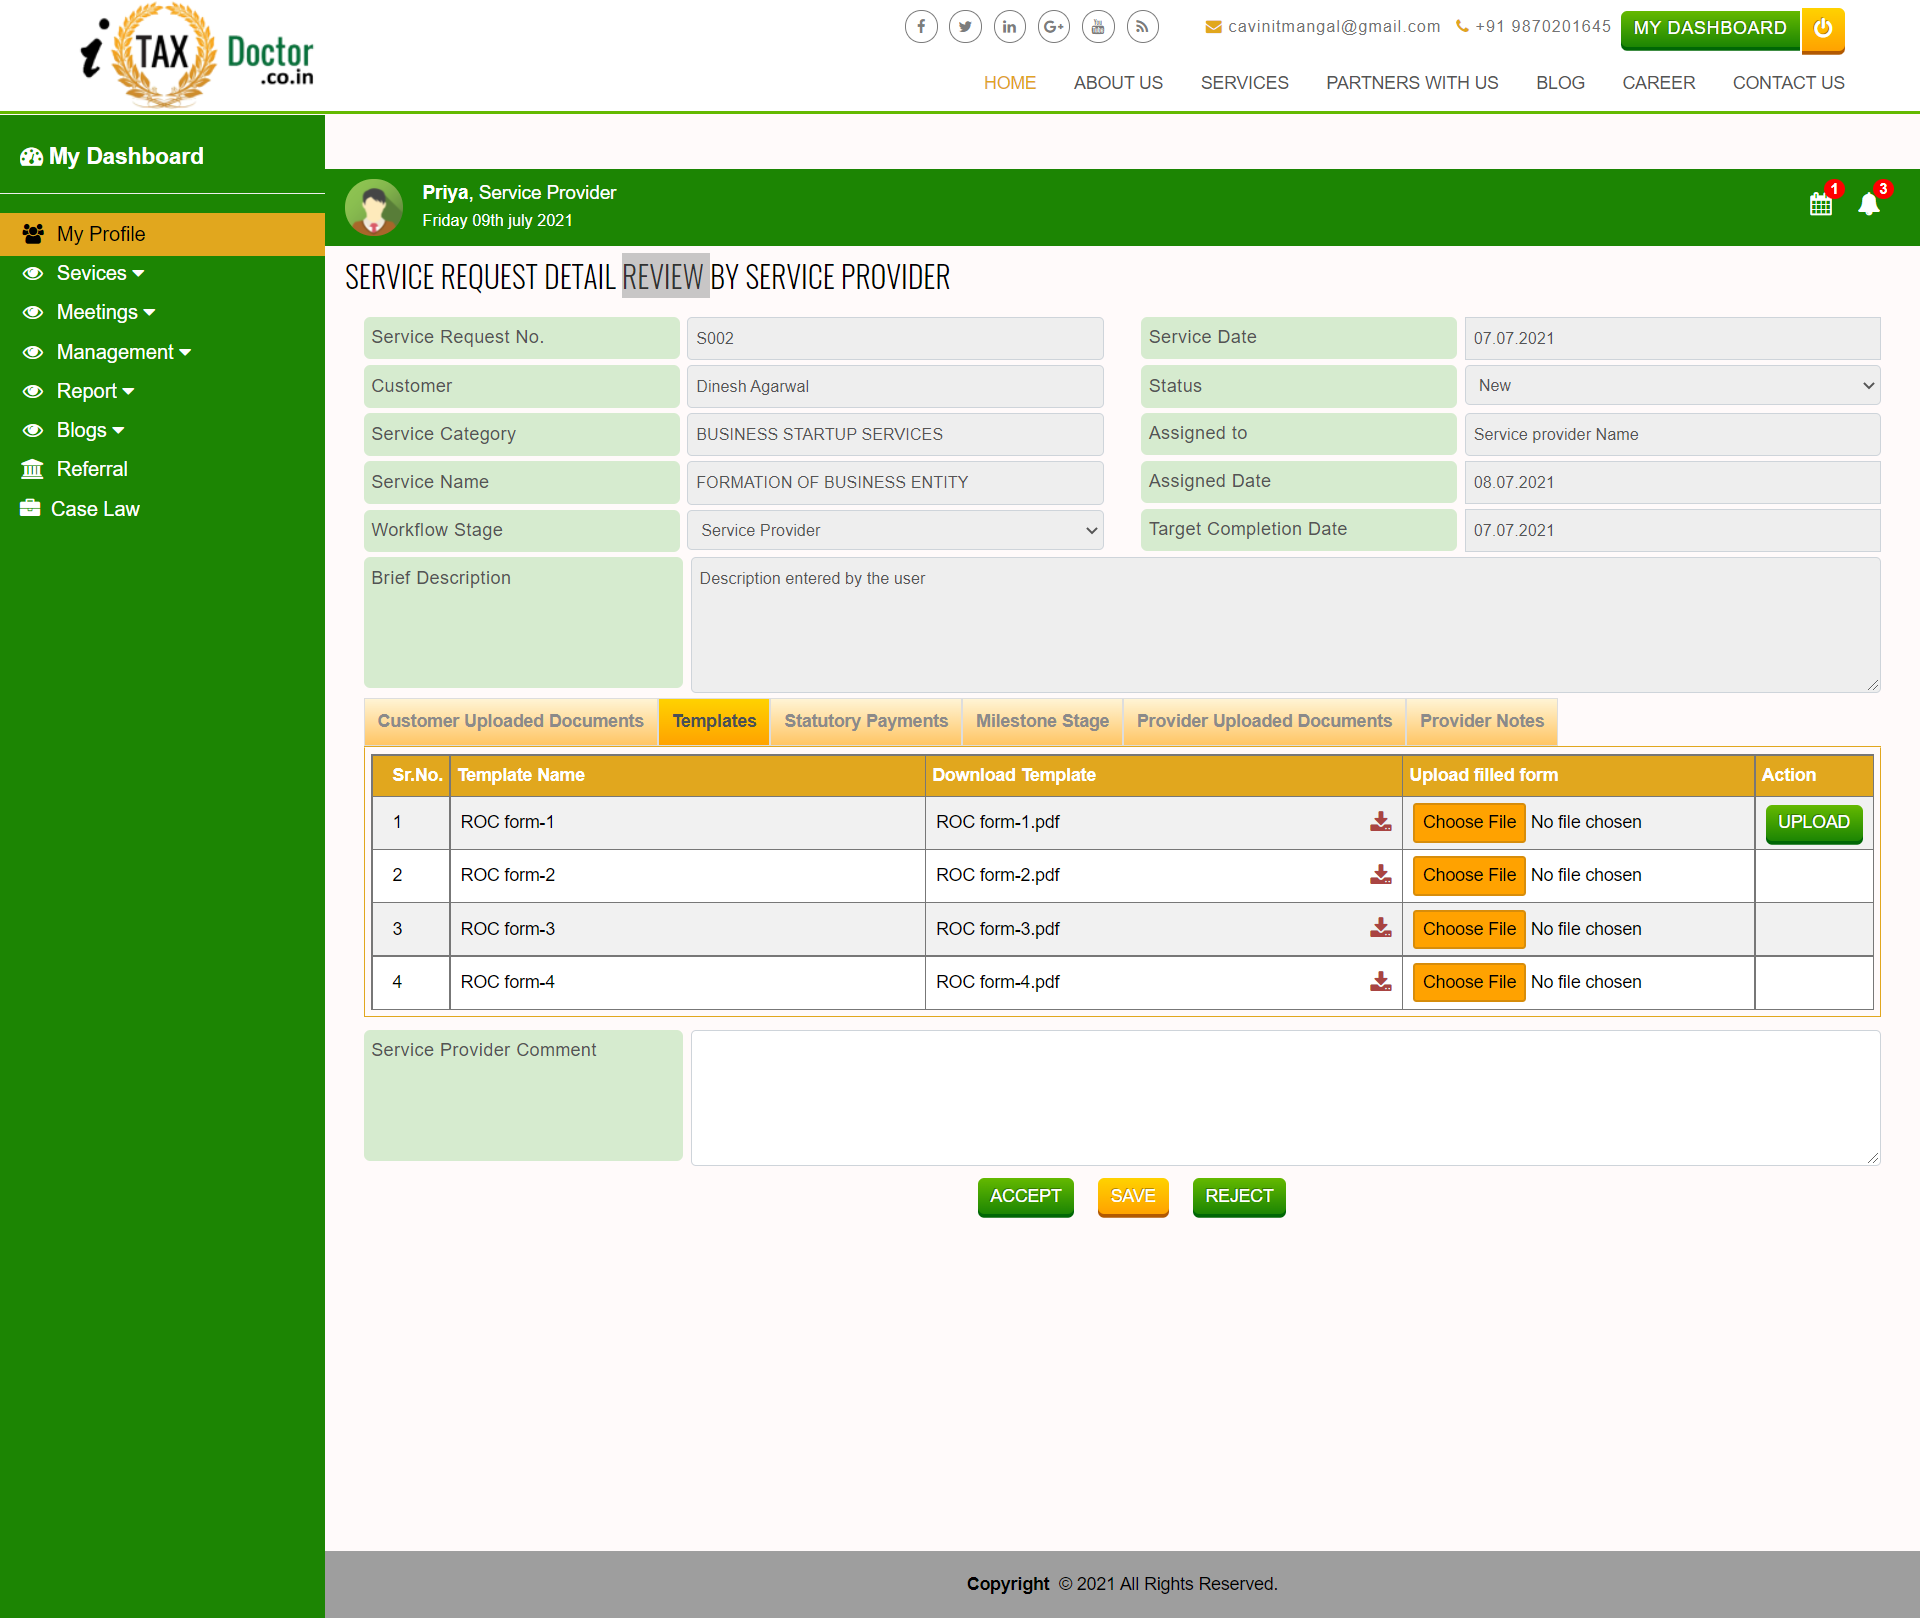 i TAX Doctor .co.in
cavinitmangal@gmail.com +91 9870201645 MY DASHBOARD
HOME ABOUT US SERVICES PARTNERS WITH US BLOG CAREER CONTACT US
My Dashboard
My Profile
Sevices
Meetings
Management
Report
Blogs
Referral
Case Law
Priya, Service Provider
Friday 09th july 2021
1 3
SERVICE REQUEST DETAIL REVIEW BY SERVICE PROVIDER
Service Request No. S002 Service Date 07.07.2021
Customer Dinesh Agarwal Status New
Service Category BUSINESS STARTUP SERVICES Assigned to Service provider Name
Service Name FORMATION OF BUSINESS ENTITY Assigned Date 08.07.2021
Workflow Stage Service Provider Target Completion Date 07.07.2021
Brief Description Description entered by the user
Customer Uploaded Documents Templates Statutory Payments Milestone Stage Provider Uploaded Documents Provider Notes
Sr.No. Template Name Download Template Upload filled form Action
1 ROC form-1 ROC form-1.pdf Choose File No file chosen UPLOAD
2 ROC form-2 ROC form-2.pdf Choose File No file chosen
3 ROC form-3 ROC form-3.pdf Choose File No file chosen
4 ROC form-4 ROC form-4.pdf Choose File No file chosen
Service Provider Comment
ACCEPT SAVE REJECT
Copyright © 2021 All Rights Reserved.